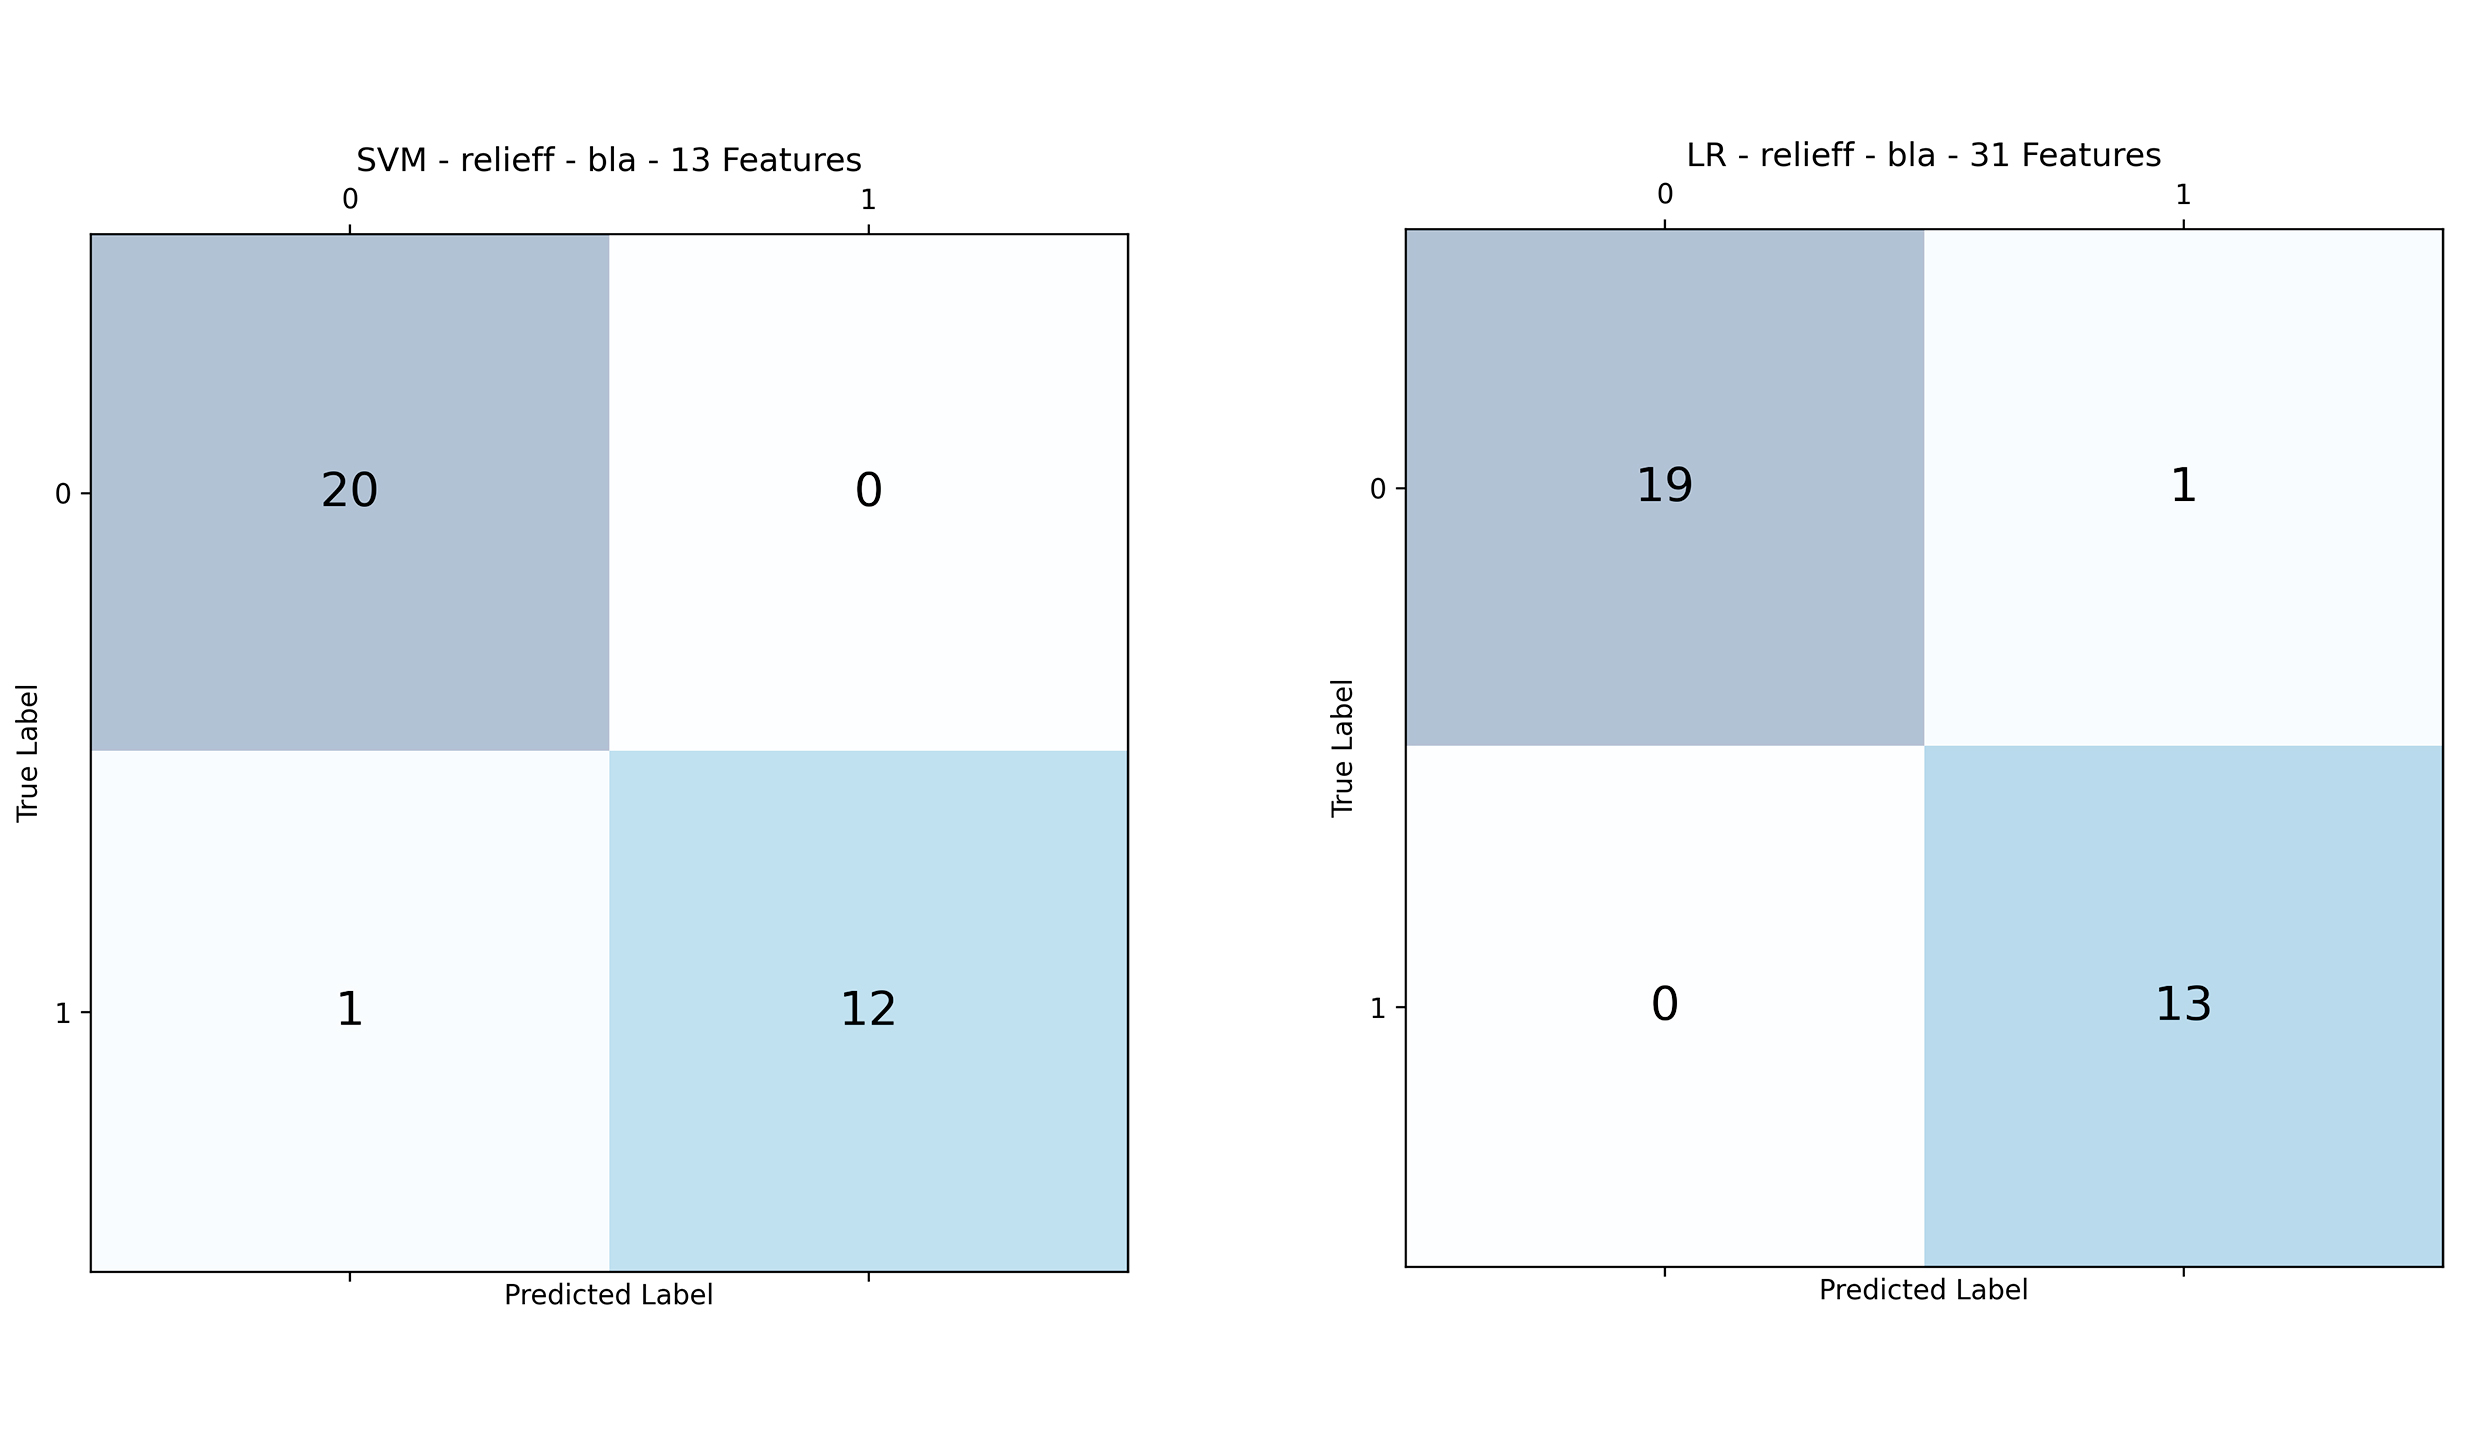 SVM - relieff - bla - 13 Features
0 1
True Label
0
20 0
1
1 12
Predicted Label
LR - relieff - bla - 31 Features
0 1
True Label
0
19 1
1
0 13
Predicted Label